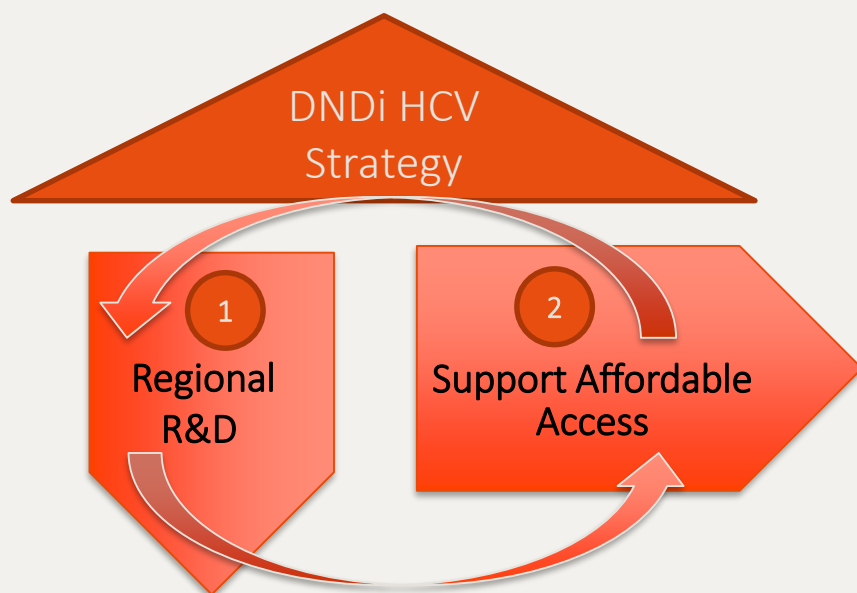 DNDi HCV
Strategy
1
Regional
R&D
2
Support Affordable
Access